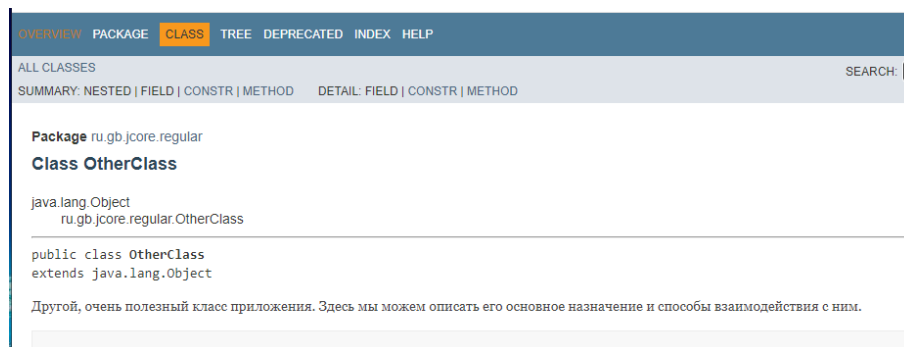 OVERVIEW PACKAGE CLASS TREE DEPRECATED INDEX HELP
ALL CLASSES
SEARCH:
SUMMARY: NESTED | FIELD | CONSTR | METHOD DETAIL: FIELD | CONSTR | METHOD
Package ru.gb.jcore.regular
Class OtherClass
java.lang.Object
ru.gb.jcore.regular.OtherClass
public class OtherClass
extends java.lang.Object
Другой, очень полезный класс приложения. Здесь мы можем описать его основное назначение и способы взаимодействия с ним.